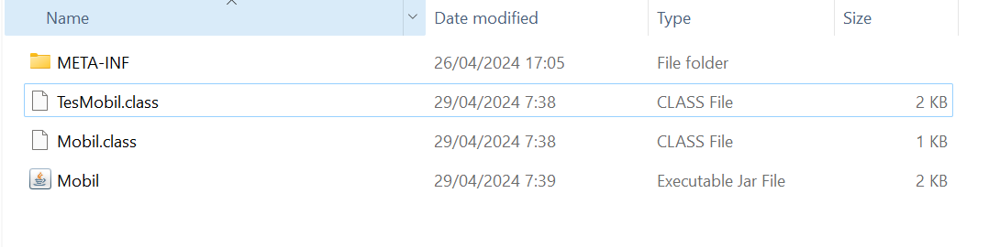 Name Date modified Type Size
META-INF 26/04/2024 17:05 File folder
TesMobil.class 29/04/2024 7:38 CLASS File 2 KB
Mobil.class 29/04/2024 7:38 CLASS File 1 KB
Mobil 29/04/2024 7:39 Executable Jar File 2 KB